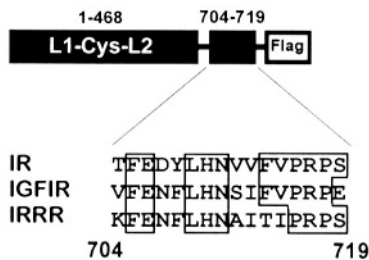 1-468 704-719
L1-Cys-L2 Flag
IR TFEDYLHNVVFVPRPS
IGFIR VFENFLHNSIFVPRPE
IRRR KFENFLHNAITIPRPS
704 719